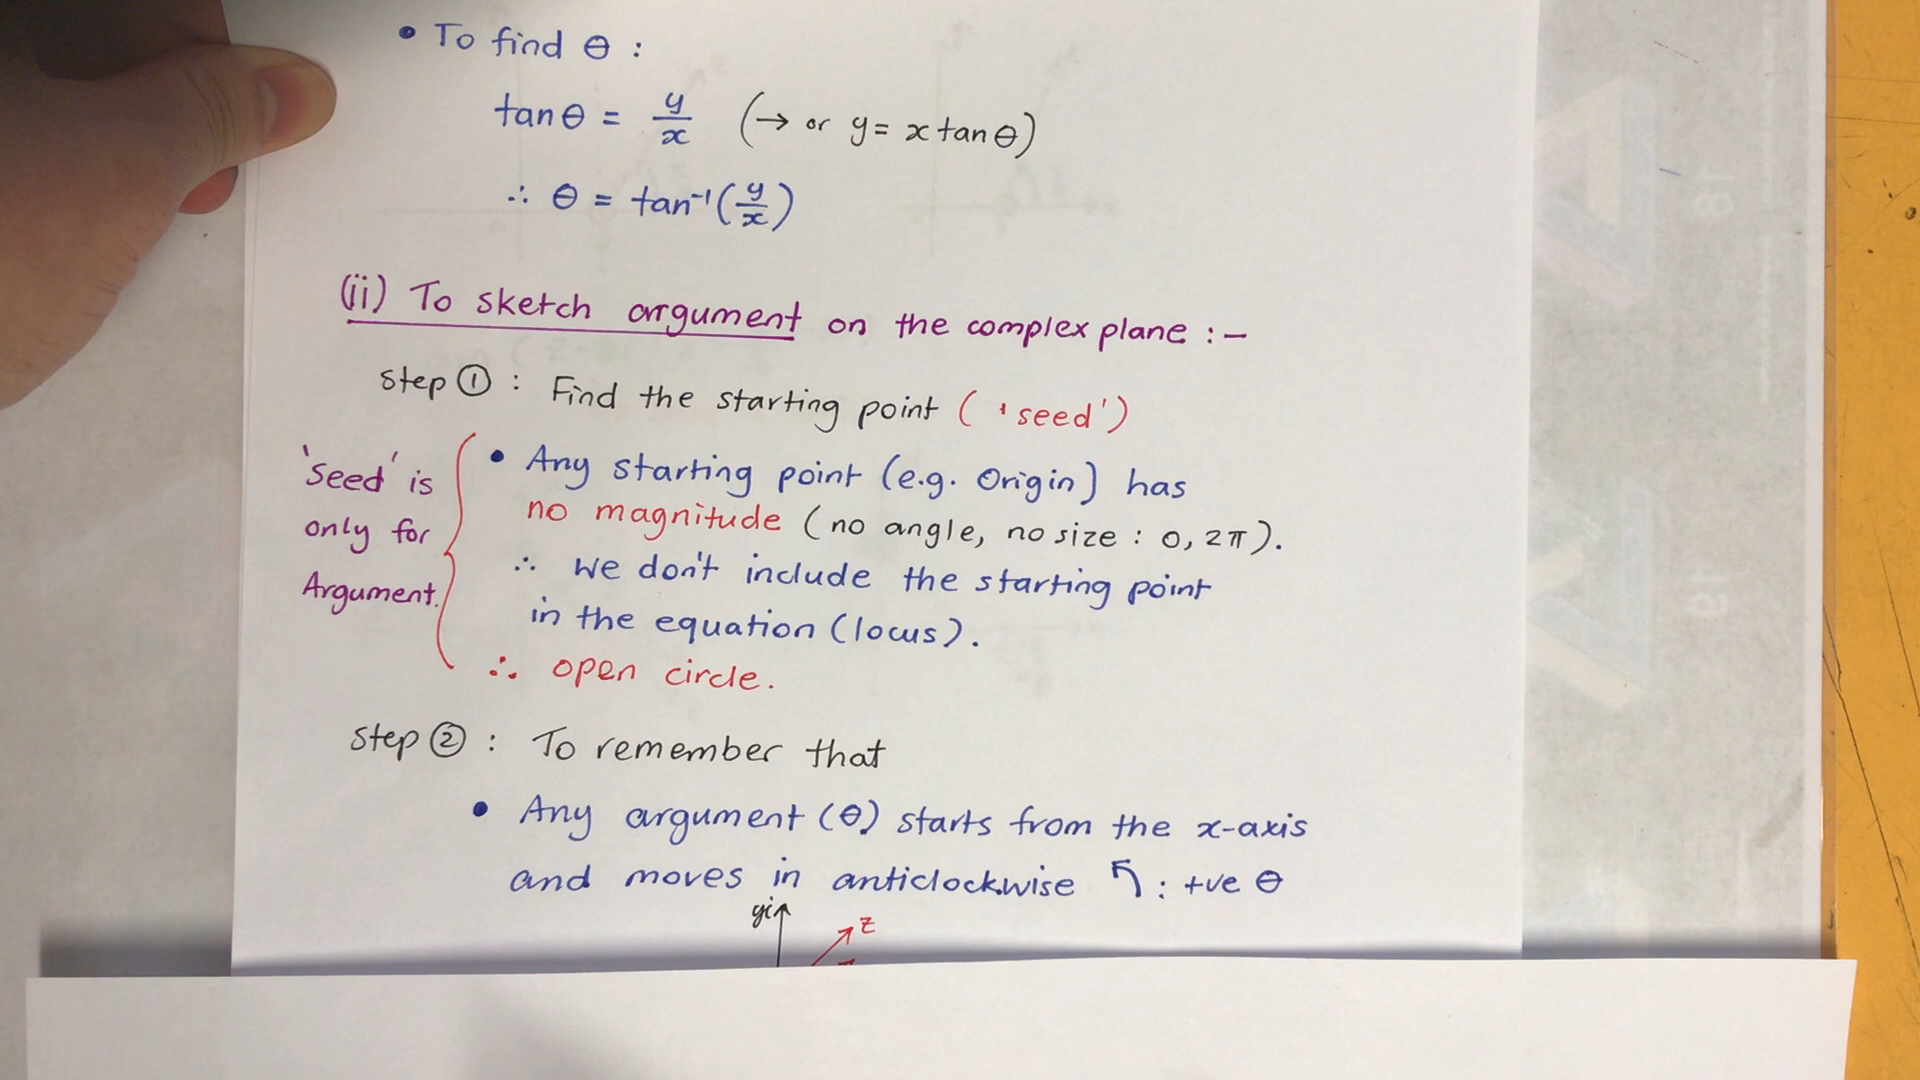 • To find θ :
tanθ = y/x (→ or y = x tanθ)
∴ θ = tan⁻¹(y/x)
(ii) To sketch argument on the complex plane :-
Step ① : Find the starting point ('seed')
'Seed' is
only for
Argument.
• Any starting point (e.g. Origin) has
no magnitude (no angle, no size : 0, 2π).
∴ we don't include the starting point
in the equation (locus).
∴ open circle.
Step ② : To remember that
• Any argument (θ) starts from the x-axis
and moves in anticlockwise ↰ : +ve θ
yi
z
18
19